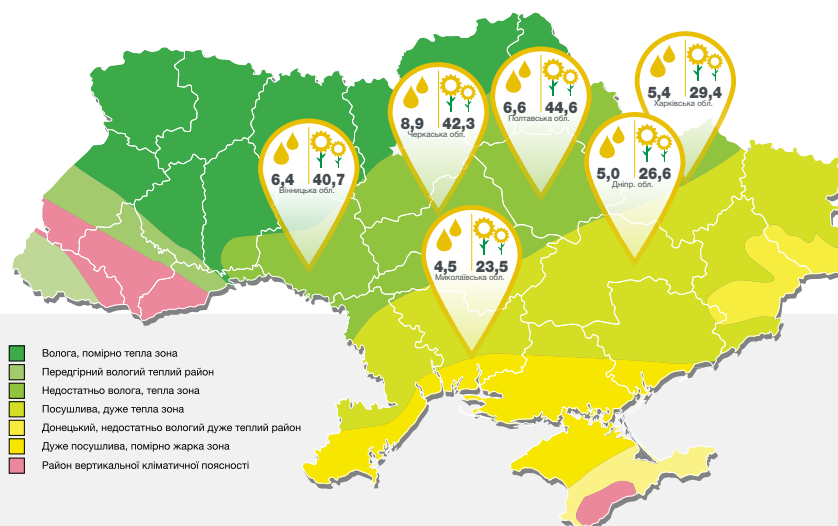 5,4 29,4
Харківська обл.
6,6 44,6
Полтавська обл.
8,9 42,3
Черкаська обл.
5,0 26,6
Дніпр. обл.
6,4 40,7
Вінницька обл.
4,5 23,5
Миколаївська обл.
Волога, помірно тепла зона
Передгірний вологий теплий район
Недостатньо волога, тепла зона
Посушлива, дуже тепла зона
Донецький, недостатньо вологий дуже теплий район
Дуже посушлива, помірно жарка зона
Район вертикальної кліматичної поясності